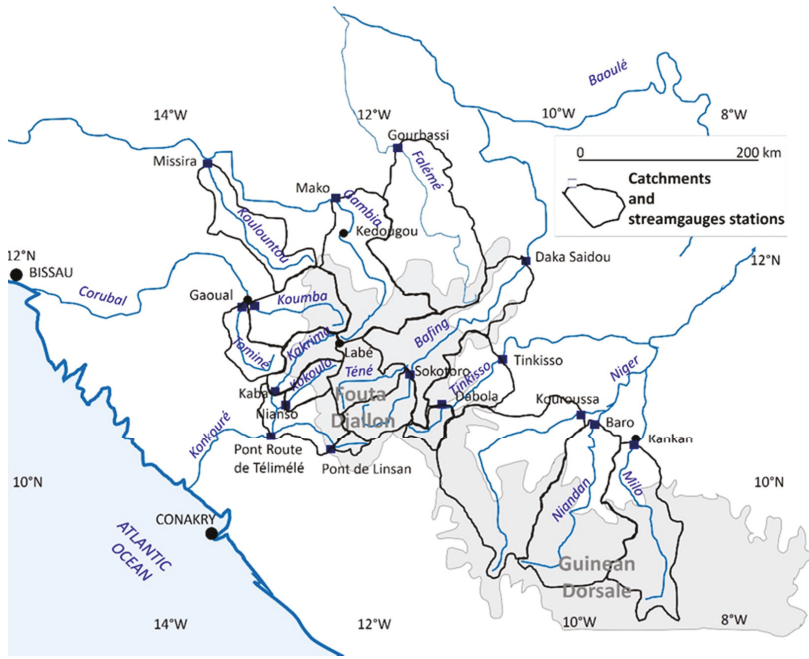 Baoulé
14°W
12°W
10°W
8°W
Gourbassi
0
200 km
Missira
Falémé
Catchments
and
streamgauges stations
Mako
Gambia
Koulountou
Kedougou
12°N
BISSAU
Daka Saidou
12°N
Corubal
Gaoual
Koumba
Bafing
Tominé
Kakrima
Labé
Kokoulo
Téné
Sokotoro
Tinkisso
Tinkisso
Niger
Kaba
Nianso
Fouta
Djallon
Dabola
Kouroussa
Baro
Kankan
Konkouré
Pont Route
de Télimélé
Pont de Linsan
10°N
10°N
Niandan
Milo
CONAKRY
ATLANTIC
OCEAN
Guinean
Dorsale
14°W
12°W
10°W
8°W